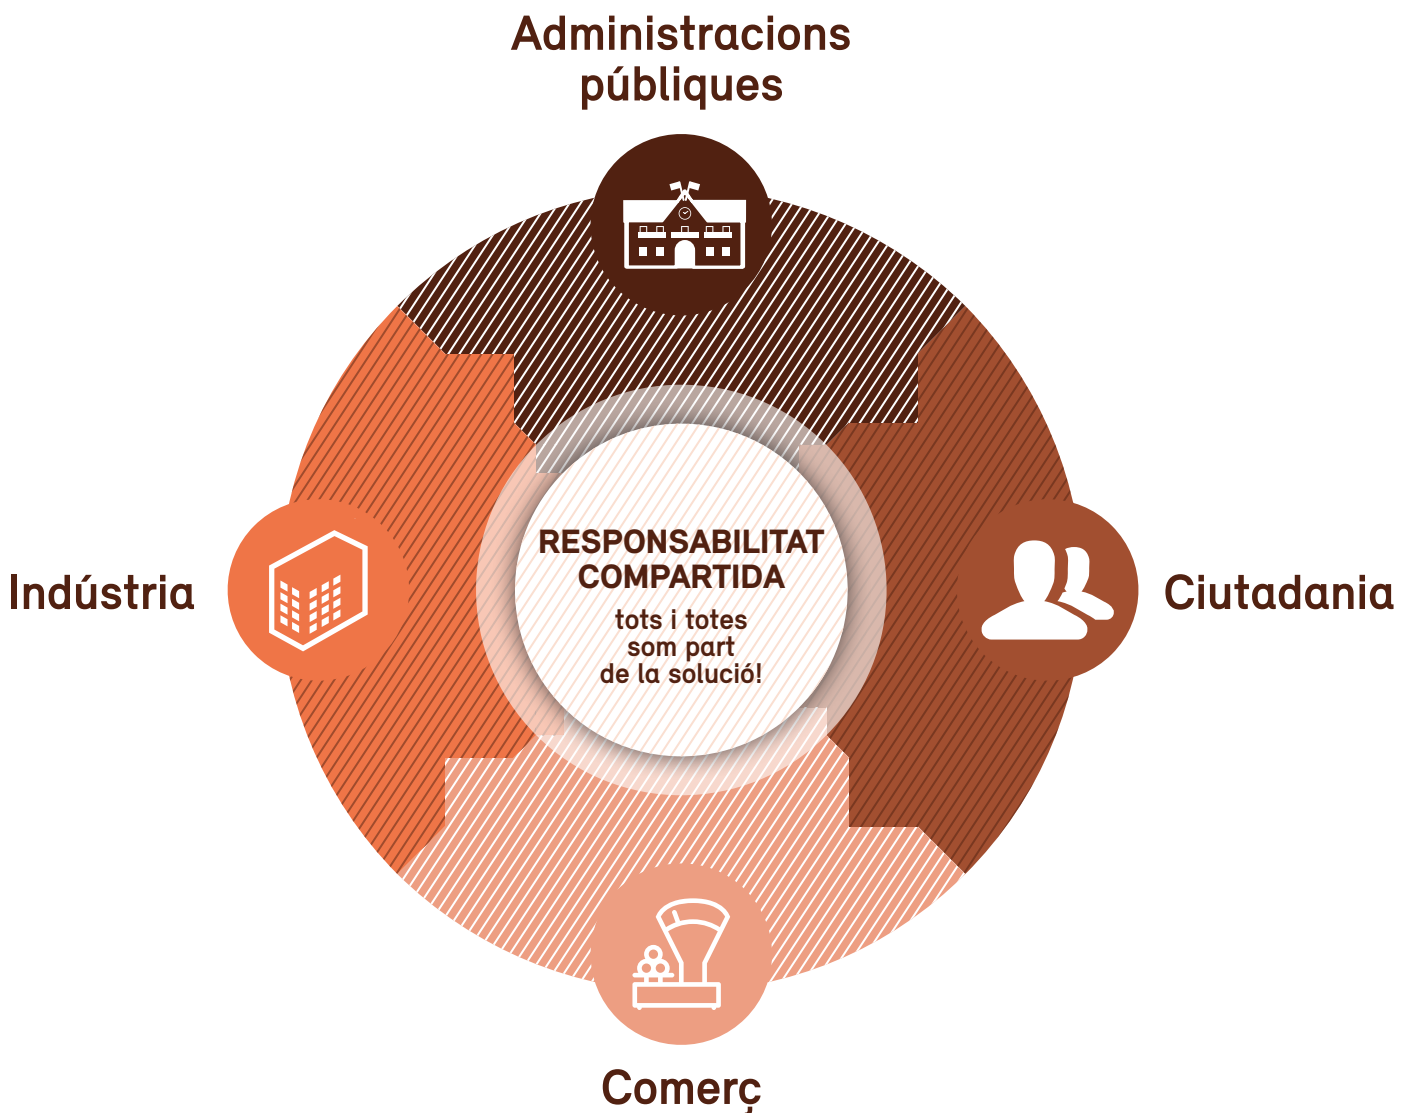 Administracions
públiques
Indústria
RESPONSABILITAT
COMPARTIDA
tots i totes
som part
de la solució!
Ciutadania
Comerç